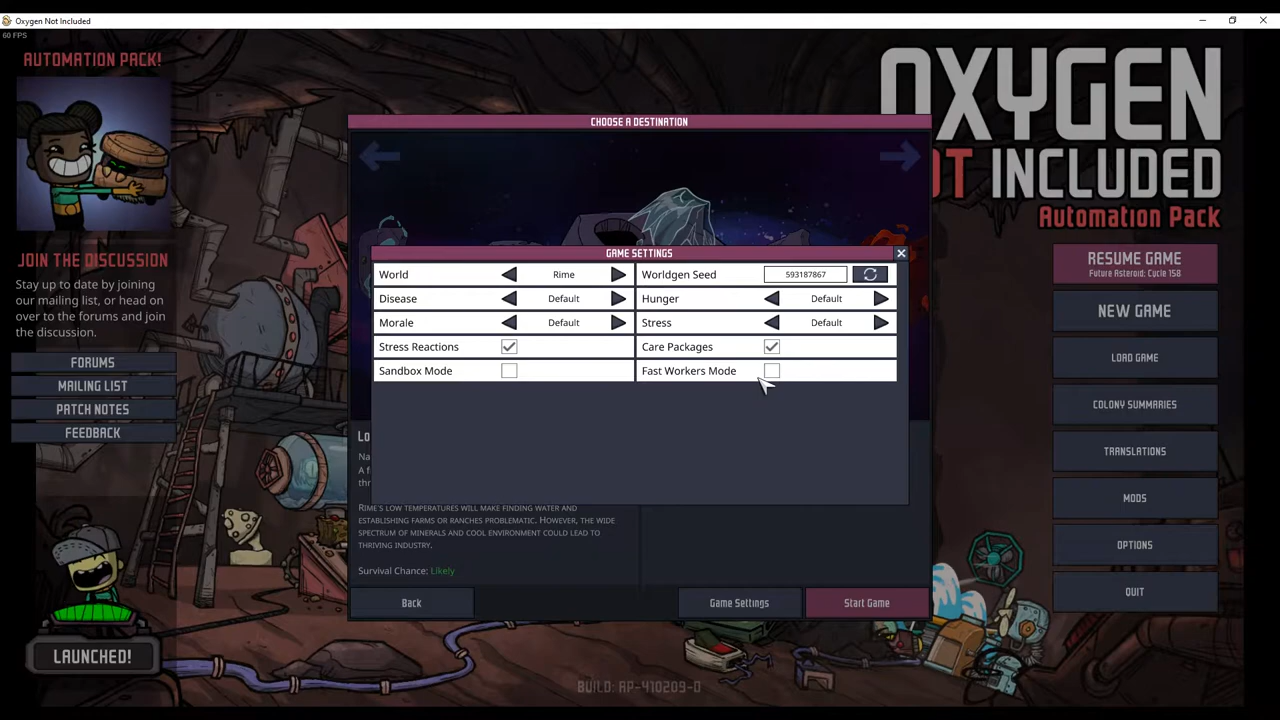 Oxygen Not Included
60 FPS
AUTOMATION PACK!
JOIN THE DISCUSSION
Stay up to date by joining
our mailing list, or head on
over to the forums and join
the discussion.
FORUMS
MAILING LIST
PATCH NOTES
FEEDBACK
LAUNCHED!
CHOOSE A DESTINATION
GAME SETTINGS
World
Rime
Worldgen Seed
593187867
Disease
Default
Hunger
Default
Morale
Default
Stress
Default
Stress Reactions
Care Packages
Sandbox Mode
Fast Workers Mode
Lo
Na
A f
thr
RIME'S LOW TEMPERATURES WILL MAKE FINDING WATER AND
ESTABLISHING FARMS OR RANCHES PROBLEMATIC. HOWEVER, THE WIDE
SPECTRUM OF MINERALS AND COOL ENVIRONMENT COULD LEAD TO
THRIVING INDUSTRY.
Survival Chance: Likely
Back
Game Settings
Start Game
OXYGEN
OT INCLUDED
Automation Pack
RESUME GAME
Future Asteroid: Cycle 158
NEW GAME
LOAD GAME
COLONY SUMMARIES
TRANSLATIONS
MODS
OPTIONS
QUIT
BUILD: AP-410209-D